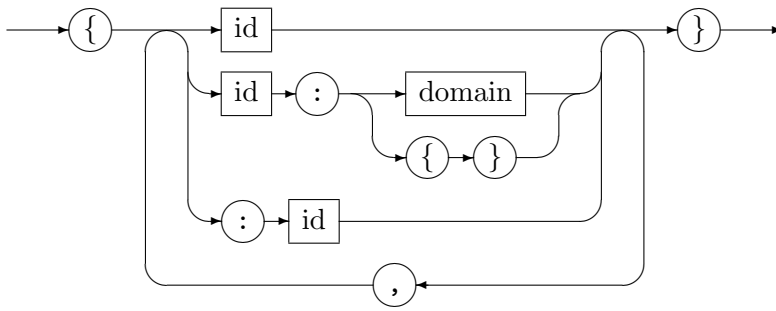 { id }
id : domain
{ }
: id
,